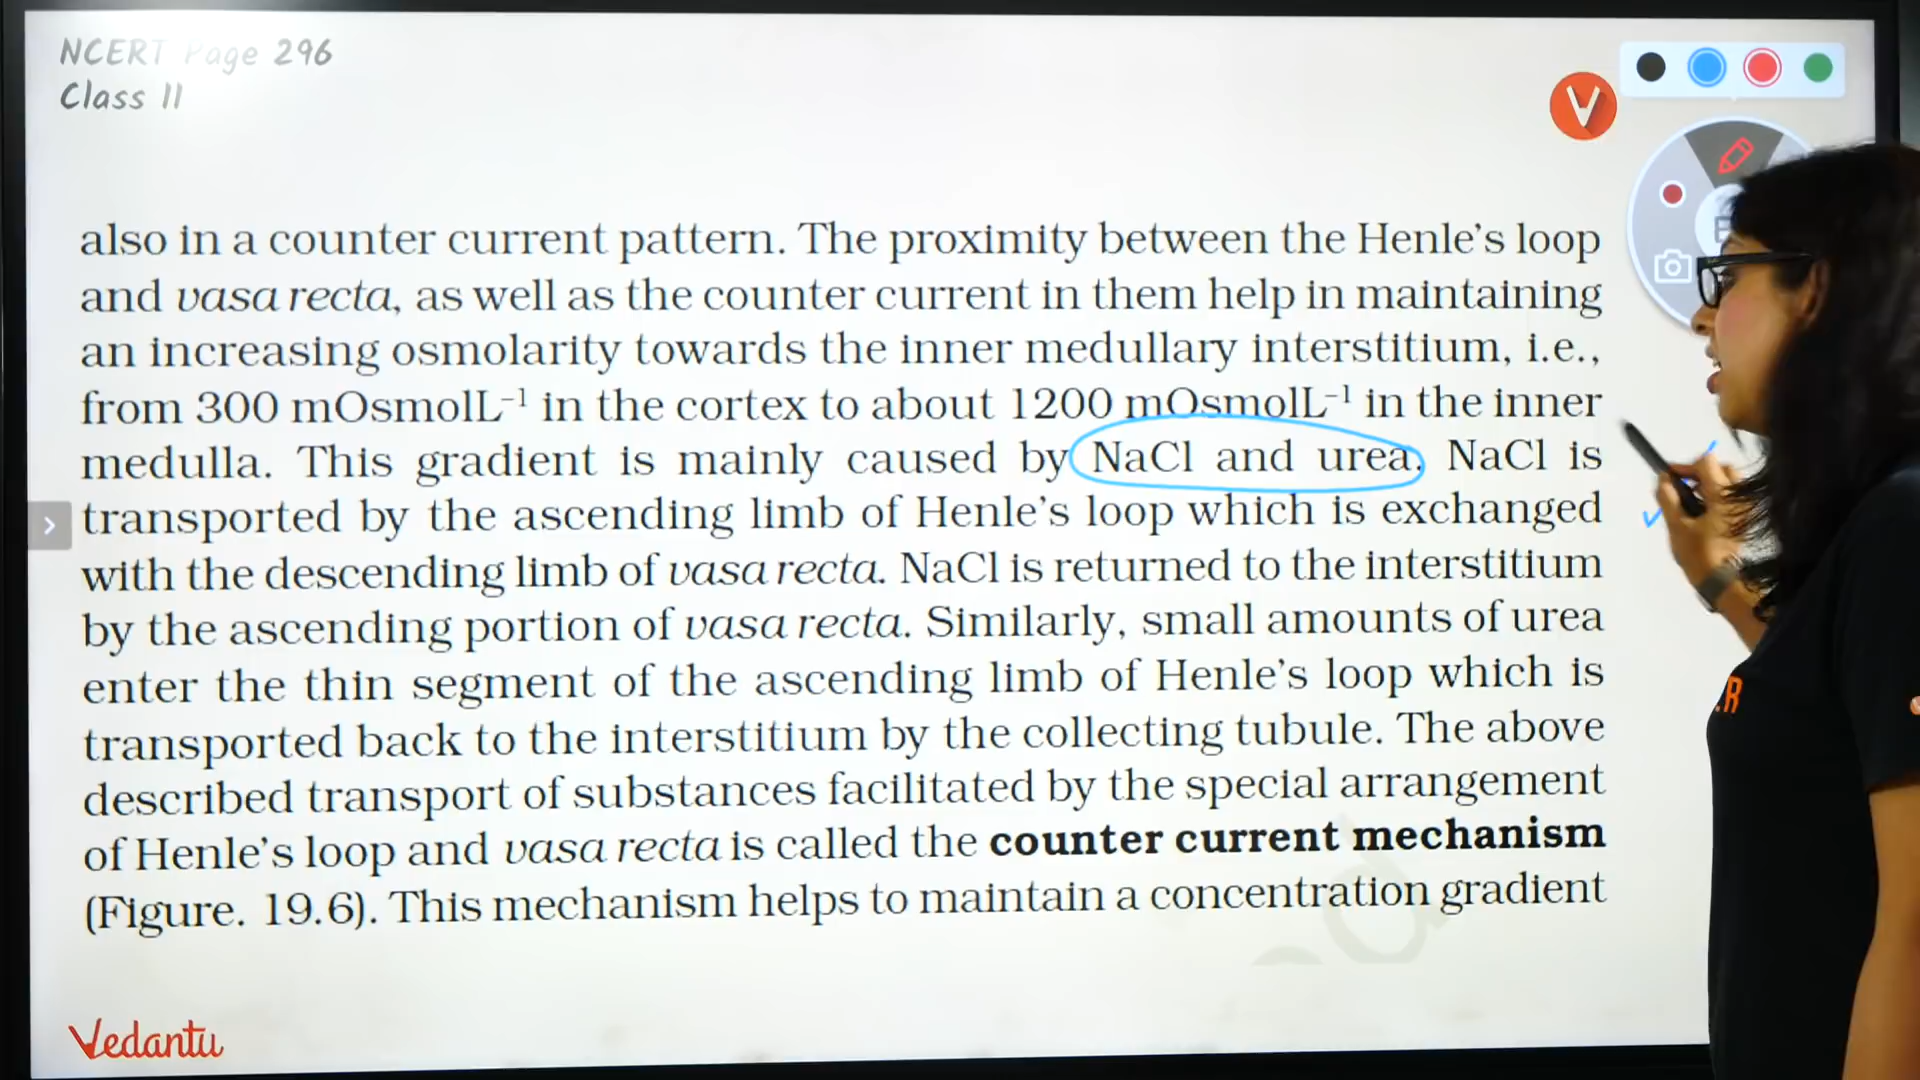 NCERT Page 296
Class 11
also in a counter current pattern. The proximity between the Henle's loop
and vasa recta, as well as the counter current in them help in maintaining
an increasing osmolarity towards the inner medullary interstitium, i.e.,
from 300 mOsmolL⁻¹ in the cortex to about 1200 mOsmolL⁻¹ in the inner
medulla. This gradient is mainly caused by NaCl and urea. NaCl is
transported by the ascending limb of Henle's loop which is exchanged
with the descending limb of vasa recta. NaCl is returned to the interstitium
by the ascending portion of vasa recta. Similarly, small amounts of urea
enter the thin segment of the ascending limb of Henle's loop which is
transported back to the interstitium by the collecting tubule. The above
described transport of substances facilitated by the special arrangement
of Henle's loop and vasa recta is called the counter current mechanism
(Figure. 19.6). This mechanism helps to maintain a concentration gradient
Vedantu